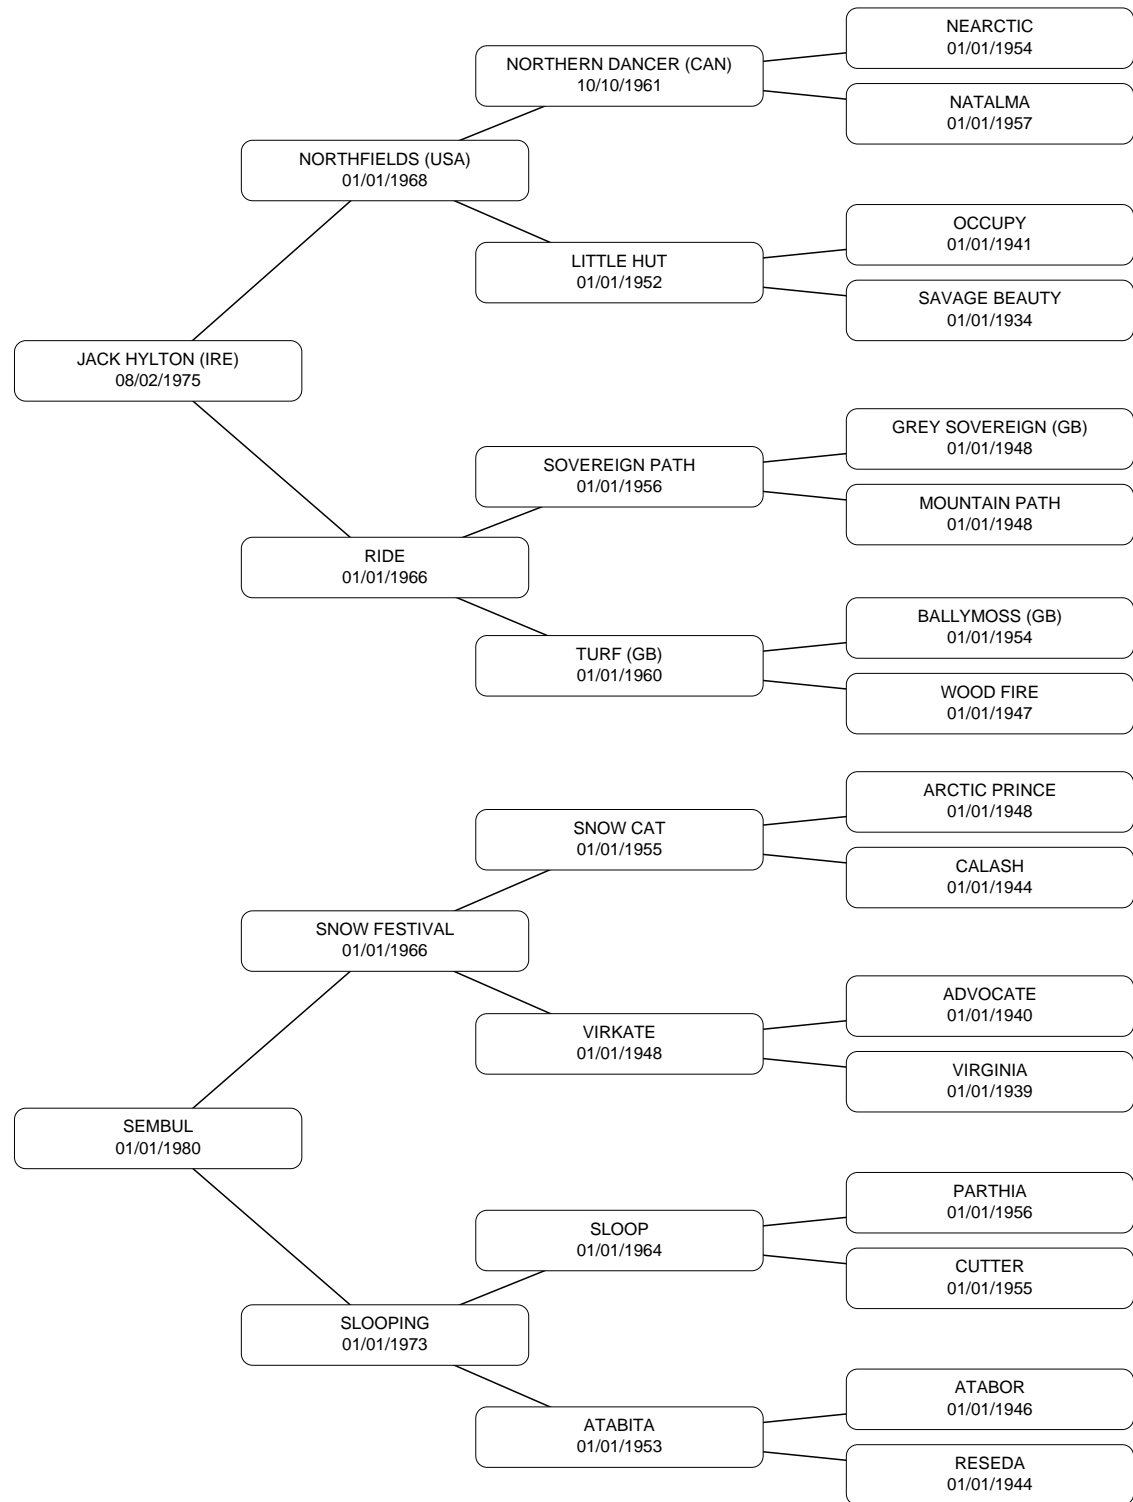 NEARCTIC
01/01/1954
NORTHERN DANCER (CAN)
10/10/1961
NATALMA
01/01/1957
NORTHFIELDS (USA)
01/01/1968
OCCUPY
01/01/1941
LITTLE HUT
01/01/1952
SAVAGE BEAUTY
01/01/1934
JACK HYLTON (IRE)
08/02/1975
GREY SOVEREIGN (GB)
01/01/1948
SOVEREIGN PATH
01/01/1956
MOUNTAIN PATH
01/01/1948
RIDE
01/01/1966
BALLYMOSS (GB)
01/01/1954
TURF (GB)
01/01/1960
WOOD FIRE
01/01/1947
ARCTIC PRINCE
01/01/1948
SNOW CAT
01/01/1955
CALASH
01/01/1944
SNOW FESTIVAL
01/01/1966
ADVOCATE
01/01/1940
VIRKATE
01/01/1948
VIRGINIA
01/01/1939
SEMBUL
01/01/1980
PARTHIA
01/01/1956
SLOOP
01/01/1964
CUTTER
01/01/1955
SLOOPING
01/01/1973
ATABOR
01/01/1946
ATABITA
01/01/1953
RESEDA
01/01/1944